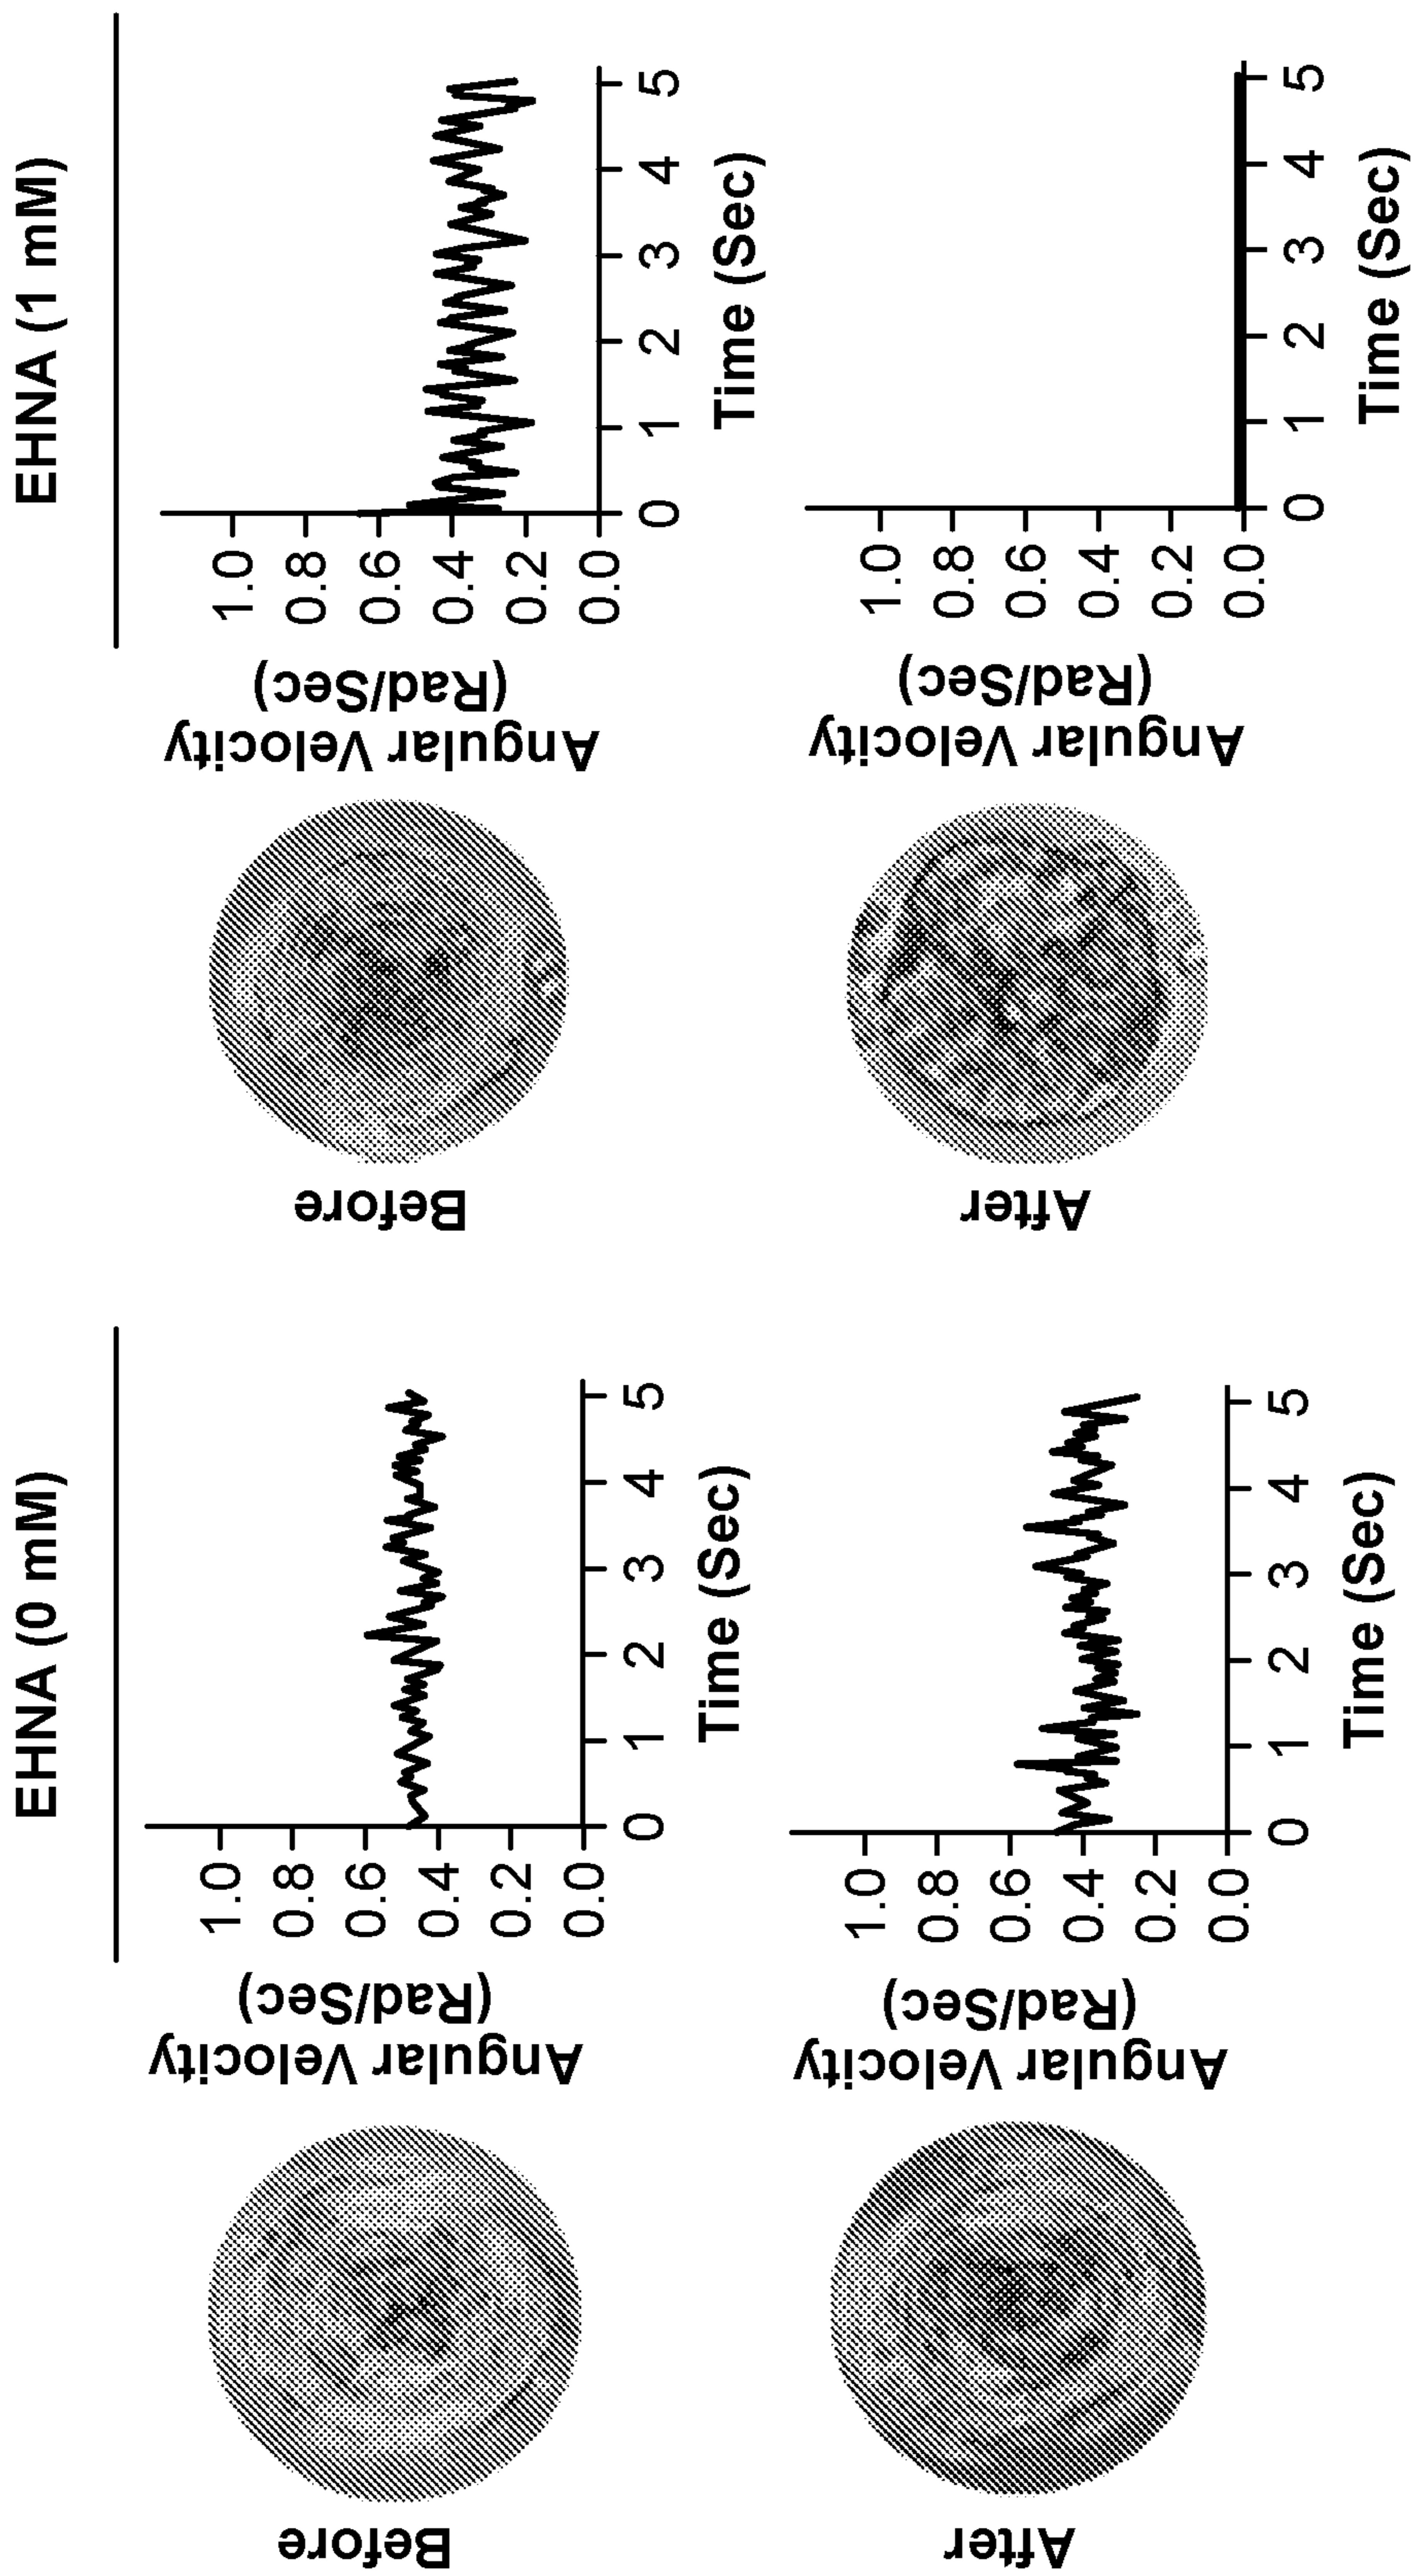 EHNA (0 mM)
Before
Angular Velocity
(Rad/Sec)
1.0
0.8
0.6
0.4
0.2
0.0
0 1 2 3 4 5
Time (Sec)
After
Angular Velocity
(Rad/Sec)
1.0
0.8
0.6
0.4
0.2
0.0
0 1 2 3 4 5
Time (Sec)
EHNA (1 mM)
Before
Angular Velocity
(Rad/Sec)
1.0
0.8
0.6
0.4
0.2
0.0
0 1 2 3 4 5
Time (Sec)
After
Angular Velocity
(Rad/Sec)
1.0
0.8
0.6
0.4
0.2
0.0
0 1 2 3 4 5
Time (Sec)